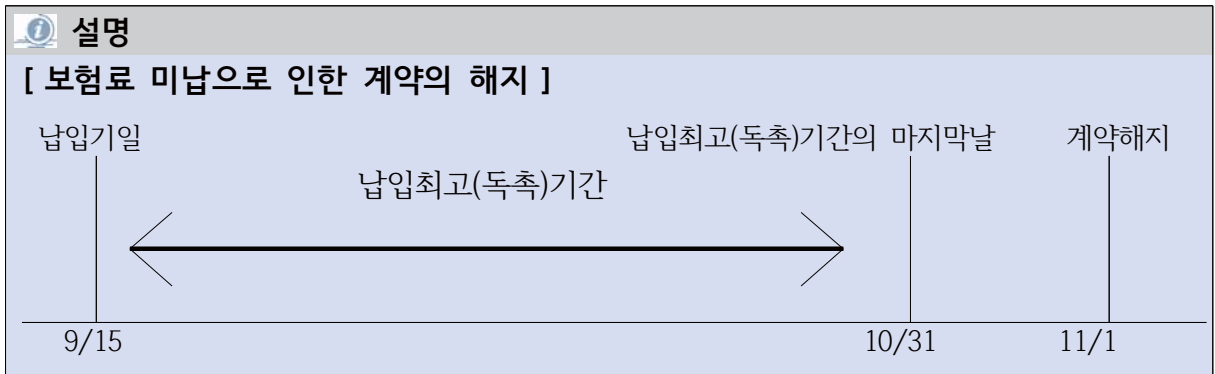 설명
[ 보험료 미납으로 인한 계약의 해지 ]
납입기일 납입최고(독촉)기간의 마지막날 계약해지
납입최고(독촉)기간
9/15 10/31 11/1